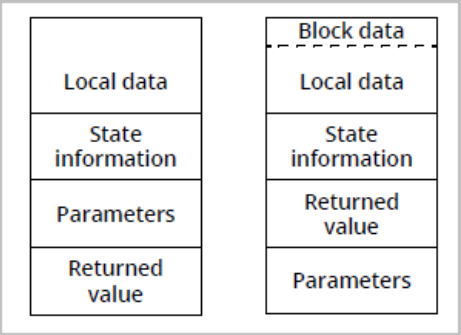 Local data
State
information
Parameters
Returned
value
Block data
Local data
State
information
Returned
value
Parameters